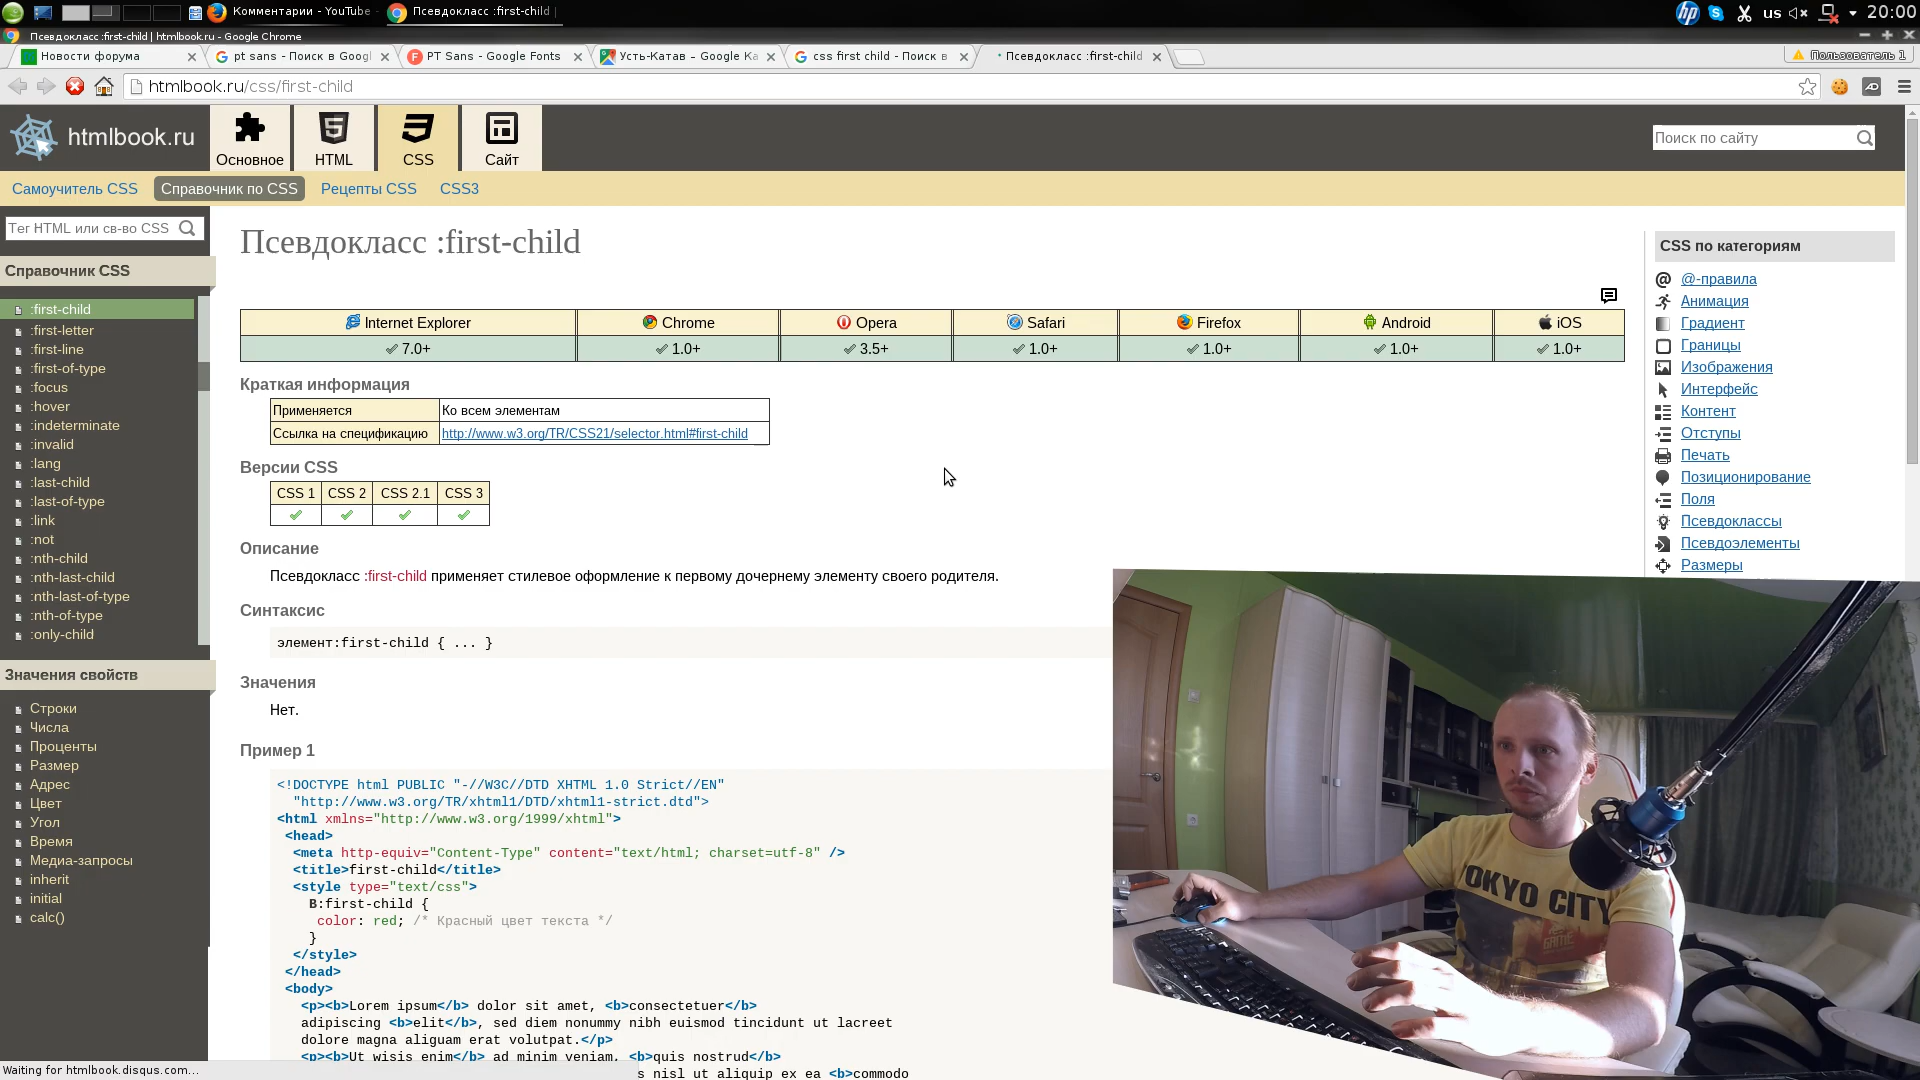 Комментарии - YouTube
Псевдокласс :first-child
us
20:00
Псевдокласс :first-child | htmlbook.ru - Google Chrome
Новости форума
pt sans - Поиск в Googl
PT Sans - Google Fonts
Усть-Катав – Google Ка
css first child - Поиск в
Псевдокласс :first-child
Пользователь 1
htmlbook.ru/css/first-child
htmlbook.ru
Основное
HTML
CSS
Сайт
Поиск по сайту
Самоучитель CSS
Справочник по CSS
Рецепты CSS
CSS3
Тег HTML или св-во CSS
Справочник CSS
:first-child
:first-letter
:first-line
:first-of-type
:focus
:hover
:indeterminate
:invalid
:lang
:last-child
:last-of-type
:link
:not
:nth-child
:nth-last-child
:nth-last-of-type
:nth-of-type
:only-child
Значения свойств
Строки
Числа
Проценты
Размер
Адрес
Цвет
Угол
Время
Медиа-запросы
inherit
initial
calc()
Псевдокласс :first-child
Internet Explorer Chrome Opera Safari Firefox Android iOS
7.0+ 1.0+ 3.5+ 1.0+ 1.0+ 1.0+ 1.0+
Краткая информация
Применяется Ко всем элементам
Ссылка на спецификацию http://www.w3.org/TR/CSS21/selector.html#first-child
Версии CSS
CSS 1 CSS 2 CSS 2.1 CSS 3
Описание
Псевдокласс :first-child применяет стилевое оформление к первому дочернему элементу своего родителя.
Синтаксис
элемент:first-child { ... }
Значения
Нет.
Пример 1
<!DOCTYPE html PUBLIC "-//W3C//DTD XHTML 1.0 Strict//EN"
"http://www.w3.org/TR/xhtml1/DTD/xhtml1-strict.dtd">
<html xmlns="http://www.w3.org/1999/xhtml">
<head>
<meta http-equiv="Content-Type" content="text/html; charset=utf-8" />
<title>first-child</title>
<style type="text/css">
B:first-child {
color: red; /* Красный цвет текста */
}
</style>
</head>
<body>
<p><b>Lorem ipsum</b> dolor sit amet, <b>consectetuer</b>
adipiscing <b>elit</b>, sed diem nonummy nibh euismod tincidunt ut lacreet
dolore magna aliguam erat volutpat.</p>
<p><b>Ut wisis enim</b> ad minim veniam, <b>quis nostrud</b>
s nisl ut aliquip ex ea <b>commodo
CSS по категориям
@-правила
Анимация
Градиент
Границы
Изображения
Интерфейс
Контент
Отступы
Печать
Позиционирование
Поля
Псевдоклассы
Псевдоэлементы
Размеры
TOKYO CITY
GAME
Waiting for htmlbook.disqus.com...